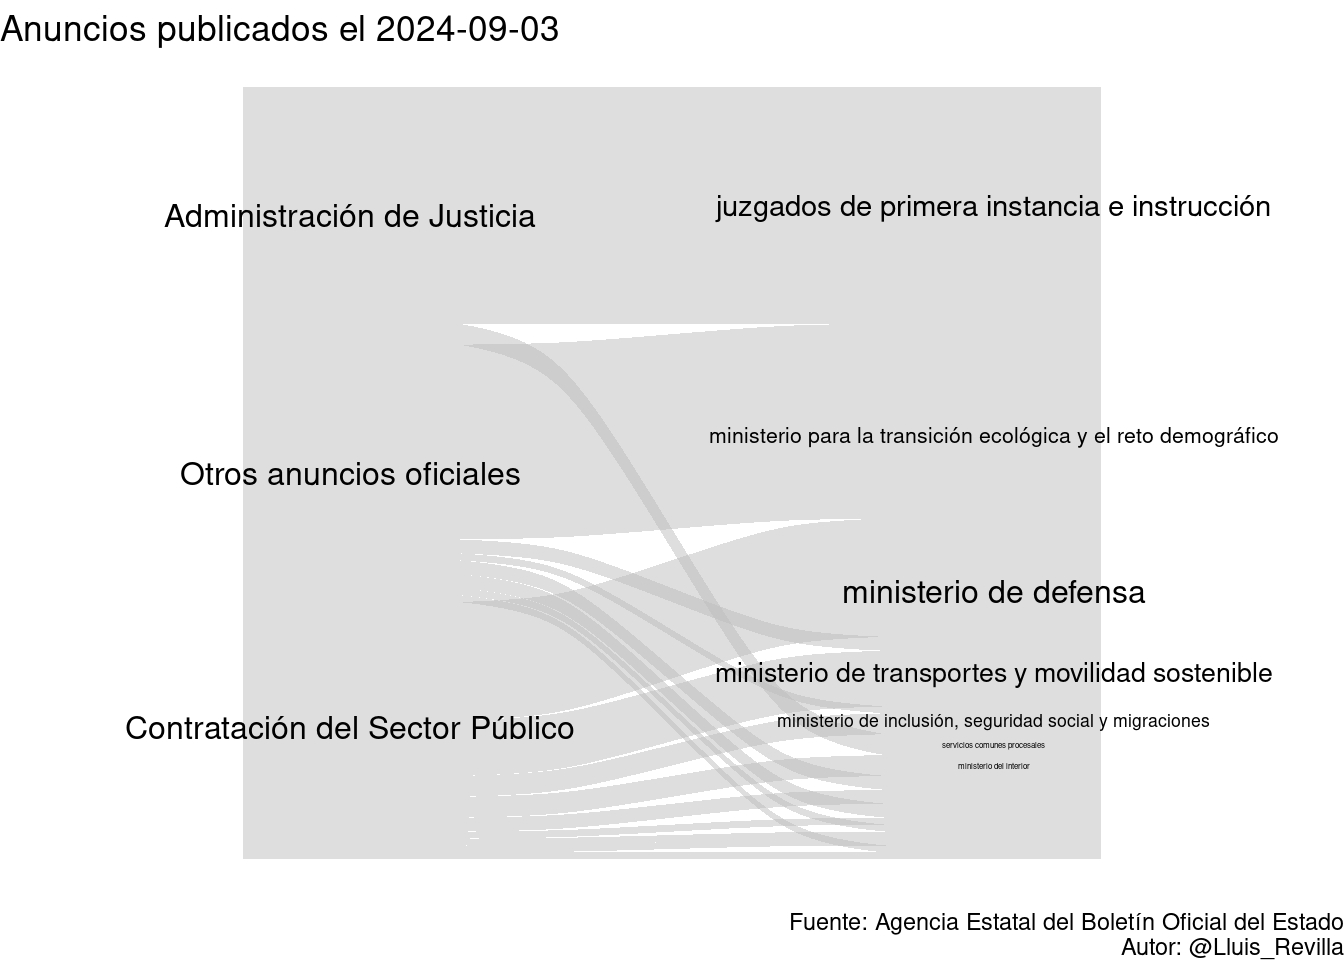 Anuncios publicados el 2024-09-03
Administración de Justicia
juzgados de primera instancia e instrucción
ministerio para la transición ecológica y el reto demográfico
Otros anuncios oficiales
ministerio de defensa
ministerio de transportes y movilidad sostenible
Contratación del Sector Público
ministerio de inclusión, seguridad social y migraciones
servicios comunes procesales
ministerio del interior
Fuente: Agencia Estatal del Boletín Oficial del Estado
Autor: @Lluis_Revilla